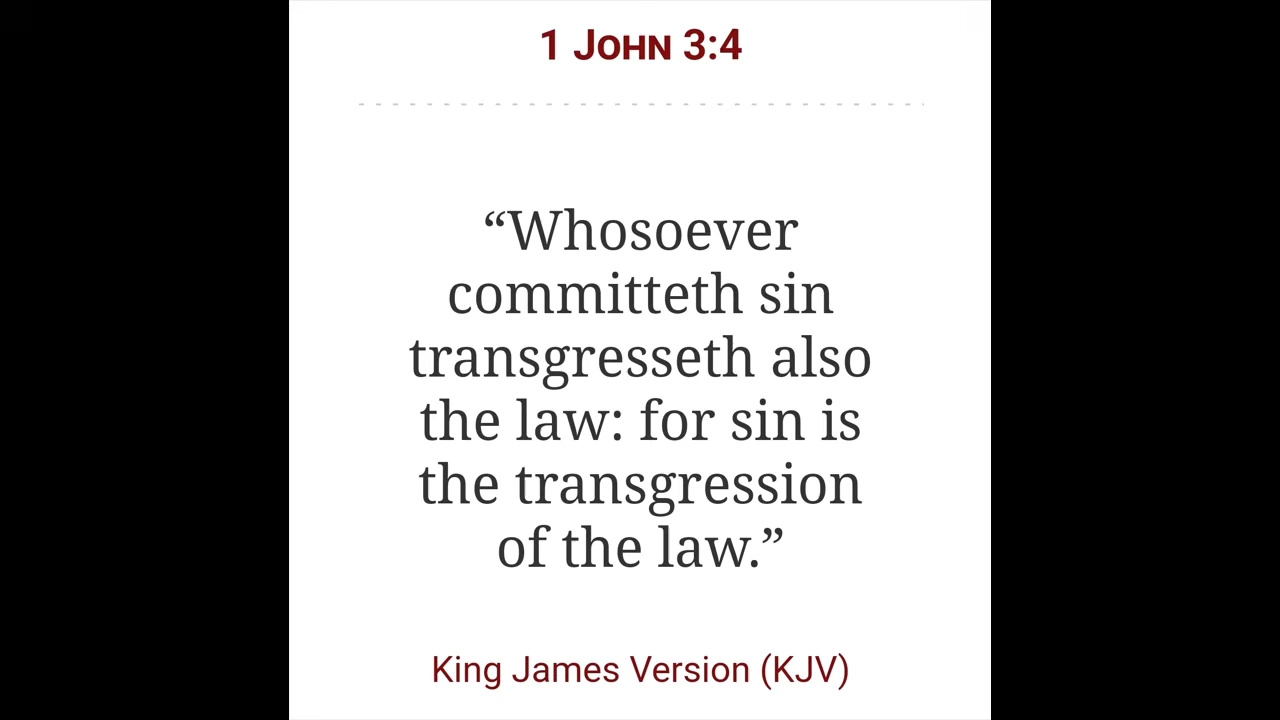 1 John 3:4
“Whosoever
committeth sin
transgresseth also
the law: for sin is
the transgression
of the law.”
King James Version (KJV)